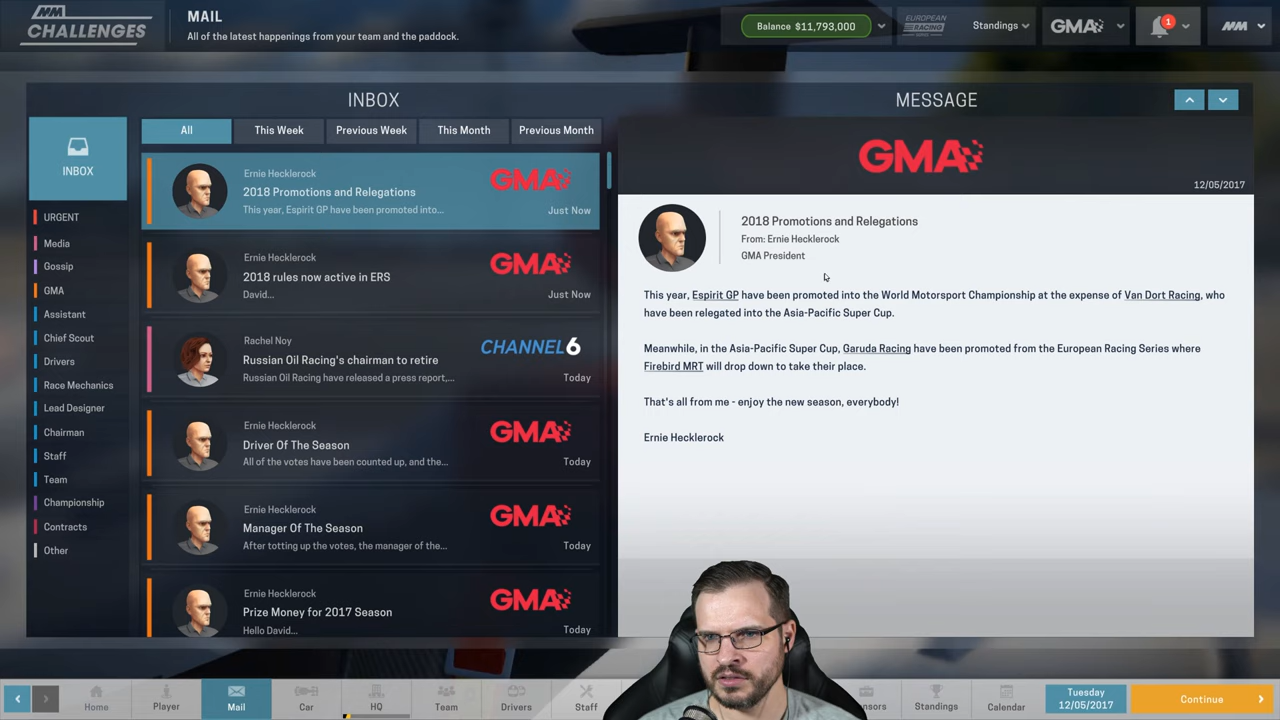 MM
CHALLENGES
MAIL
All of the latest happenings from your team and the paddock.
Balance $11,793,000
EUROPEAN
RACING
Standings
GMA
1
MM
INBOX
MESSAGE
INBOX
URGENT
Media
Gossip
GMA
Assistant
Chief Scout
Drivers
Race Mechanics
Lead Designer
Chairman
Staff
Team
Championship
Contracts
Other
All
This Week
Previous Week
This Month
Previous Month
Ernie Hecklerock
2018 Promotions and Relegations
This year, Espirit GP have been promoted into...
GMA
Just Now
Ernie Hecklerock
2018 rules now active in ERS
David...
GMA
Just Now
Rachel Noy
Russian Oil Racing's chairman to retire
Russian Oil Racing have released a press report,...
CHANNEL6
Today
Ernie Hecklerock
Driver Of The Season
All of the votes have been counted up, and the...
GMA
Today
Ernie Hecklerock
Manager Of The Season
After totting up the votes, the manager of the...
GMA
Today
Ernie Hecklerock
Prize Money for 2017 Season
Hello David...
GMA
Today
GMA
12/05/2017
2018 Promotions and Relegations
From: Ernie Hecklerock
GMA President
This year, Espirit GP have been promoted into the World Motorsport Championship at the expense of Van Dort Racing, who
have been relegated into the Asia-Pacific Super Cup.
Meanwhile, in the Asia-Pacific Super Cup, Garuda Racing have been promoted from the European Racing Series where
Firebird MRT will drop down to take their place.
That's all from me - enjoy the new season, everybody!
Ernie Hecklerock
Home
Player
Mail
Car
HQ
Team
Drivers
Staff
Standings
Calendar
Tuesday
12/05/2017
Continue